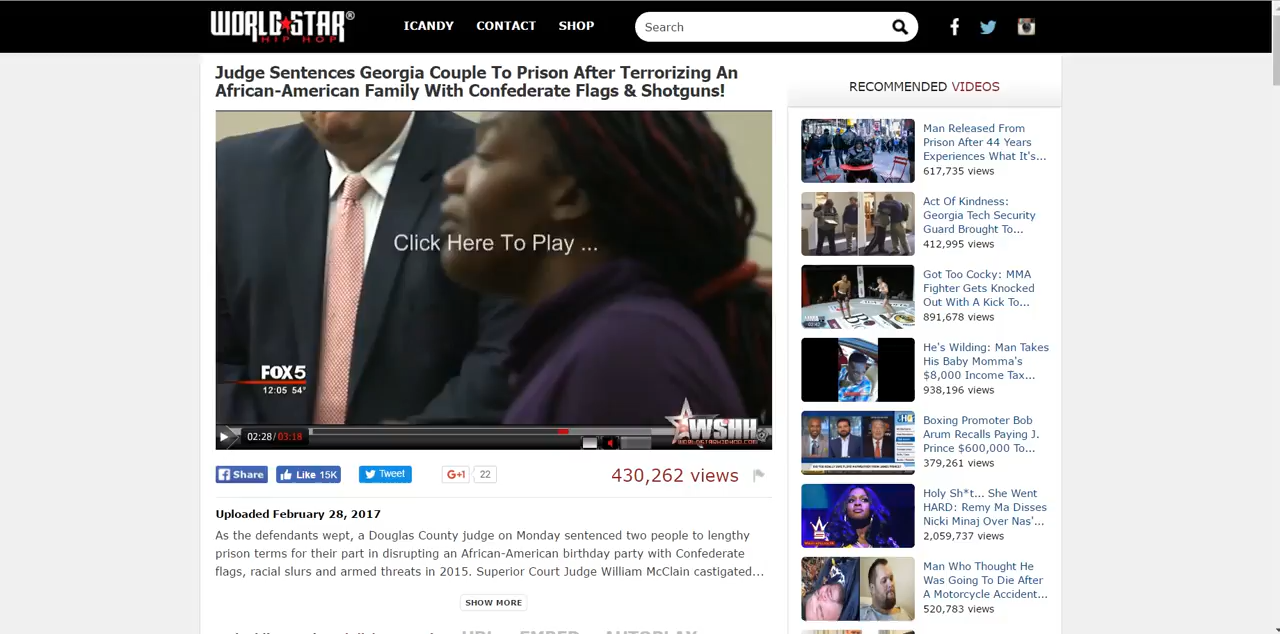 WORLD STAR®
HIP HOP
ICANDY
CONTACT
SHOP
Search
Judge Sentences Georgia Couple To Prison After Terrorizing An
African-American Family With Confederate Flags & Shotguns!
Click Here To Play ...
FOX 5
12:05 54°
WSHH
WORLDSTARHIPHOP.COM
02:28/03:18
Share
Like 15K
Tweet
G+1
22
430,262 views
Uploaded February 28, 2017
As the defendants wept, a Douglas County judge on Monday sentenced two people to lengthy
prison terms for their part in disrupting an African-American birthday party with Confederate
flags, racial slurs and armed threats in 2015. Superior Court Judge William McClain castigated...
SHOW MORE
RECOMMENDED VIDEOS
Man Released From
Prison After 44 Years
Experiences What It's...
617,735 views
Act Of Kindness:
Georgia Tech Security
Guard Brought To...
412,995 views
Got Too Cocky: MMA
Fighter Gets Knocked
Out With A Kick To...
891,678 views
He's Wilding: Man Takes
His Baby Momma's
$8,000 Income Tax...
938,196 views
Boxing Promoter Bob
Arum Recalls Paying J.
Prince $600,000 To...
379,261 views
Holy Sh*t... She Went
HARD: Remy Ma Disses
Nicki Minaj Over Nas'...
2,059,737 views
Man Who Thought He
Was Going To Die After
A Motorcycle Accident...
520,783 views